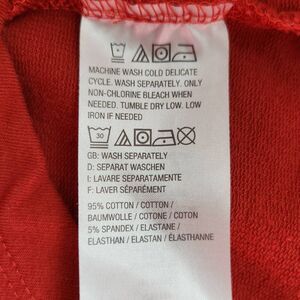 MACHINE WASH COLD DELICATE
CYCLE. WASH SEPARATELY. ONLY
NON-CHLORINE BLEACH WHEN
NEEDED. TUMBLE DRY LOW. LOW
IRON IF NEEDED
30
GB: WASH SEPARATELY
D: SEPARAT WASCHEN
I: LAVARE SEPARATAMENTE
F: LAVER SÉPARÉMENT
95% COTTON / COTTON /
BAUMWOLLE / COTONE / COTON
5% SPANDEX / ELASTANE /
ELASTHAN / ELASTAN / ÉLASTHANNE